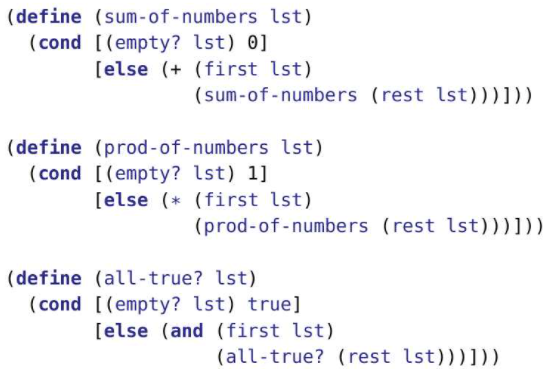 (define (sum-of-numbers lst)
  (cond [(empty? lst) 0]
        [else (+ (first lst)
                 (sum-of-numbers (rest lst)))]))

(define (prod-of-numbers lst)
  (cond [(empty? lst) 1]
        [else (* (first lst)
                 (prod-of-numbers (rest lst)))]))

(define (all-true? lst)
  (cond [(empty? lst) true]
        [else (and (first lst)
                   (all-true? (rest lst)))]))